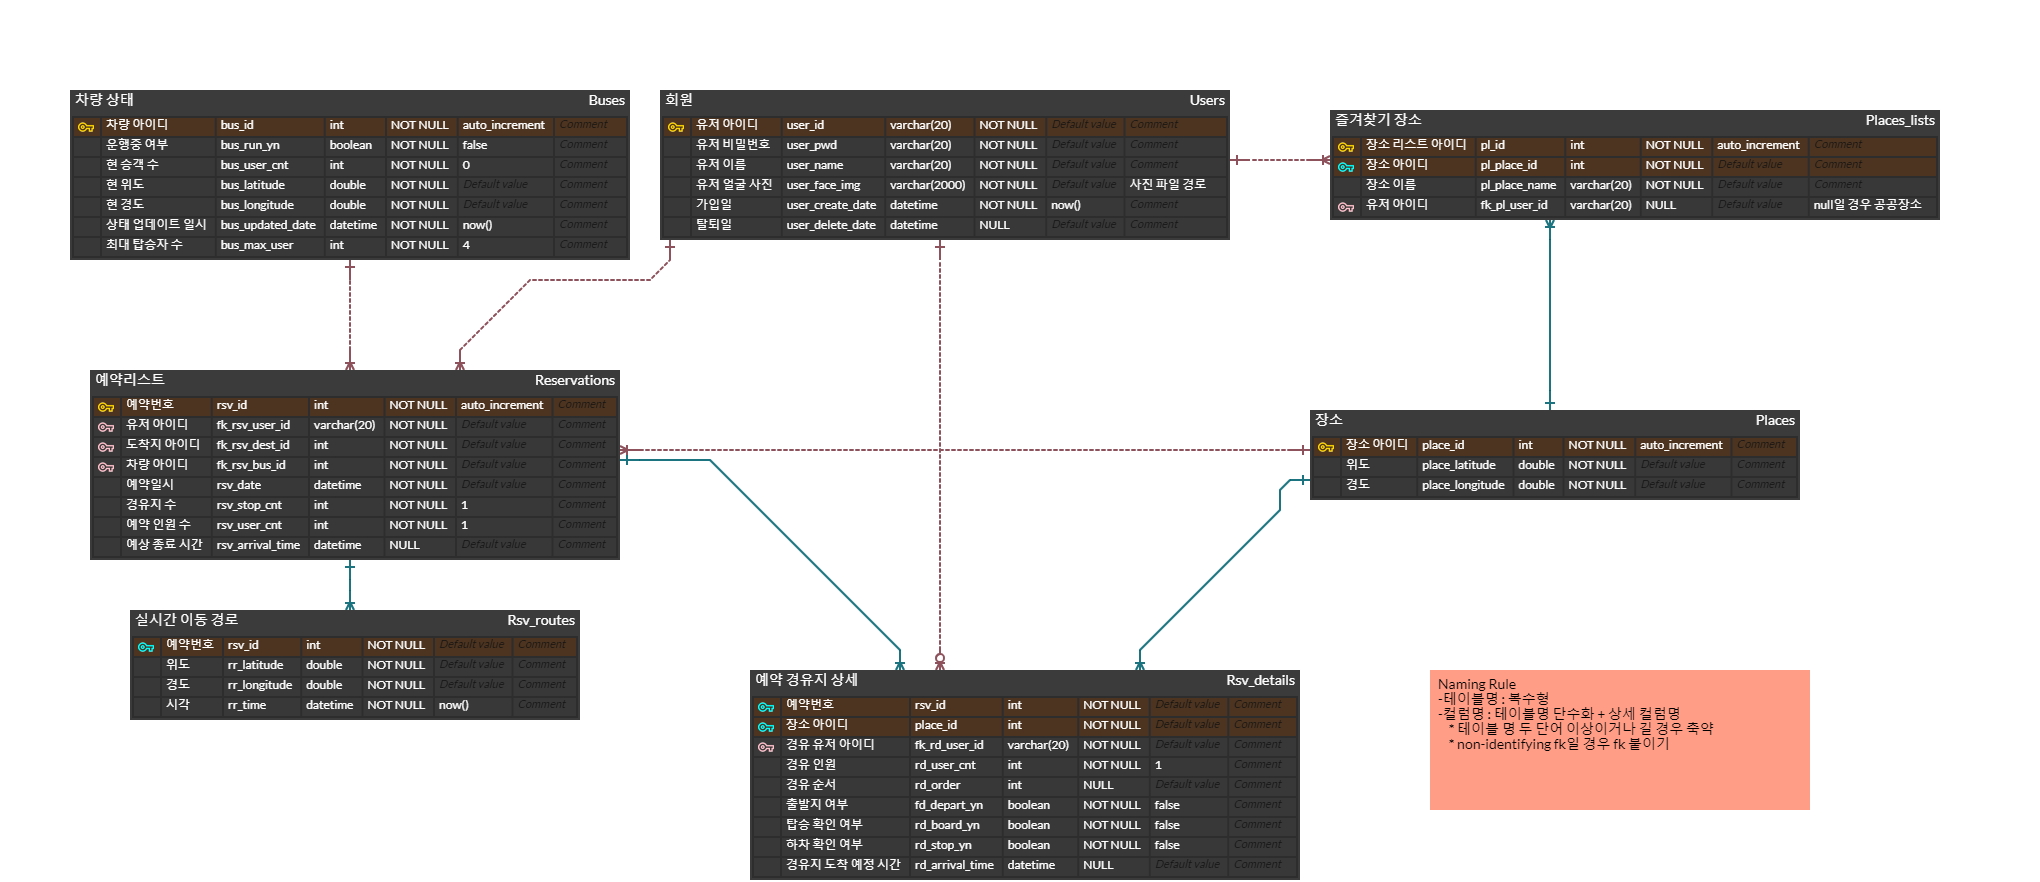 차량 상태 Buses
차량 아이디 bus_id int NOT NULL auto_increment Comment
운행중 여부 bus_run_yn boolean NOT NULL false Comment
현 승객 수 bus_user_cnt int NOT NULL 0 Comment
현 위도 bus_latitude double NOT NULL Default value Comment
현 경도 bus_longitude double NOT NULL Default value Comment
상태 업데이트 일시 bus_updated_date datetime NOT NULL now() Comment
최대 탑승자 수 bus_max_user int NOT NULL 4 Comment
회원 Users
유저 아이디 user_id varchar(20) NOT NULL Default value Comment
유저 비밀번호 user_pwd varchar(20) NOT NULL Default value Comment
유저 이름 user_name varchar(20) NOT NULL Default value Comment
유저 얼굴 사진 user_face_img varchar(2000) NOT NULL Default value 사진 파일 경로
가입일 user_create_date datetime NOT NULL now() Comment
탈퇴일 user_delete_date datetime NULL Default value Comment
즐겨찾기 장소 Places_lists
장소 리스트 아이디 pl_id int NOT NULL auto_increment Comment
장소 아이디 pl_place_id int NOT NULL Default value Comment
장소 이름 pl_place_name varchar(20) NOT NULL Default value Comment
유저 아이디 fk_pl_user_id varchar(20) NULL Default value null일 경우 공공장소
예약리스트 Reservations
예약번호 rsv_id int NOT NULL auto_increment Comment
유저 아이디 fk_rsv_user_id varchar(20) NOT NULL Default value Comment
도착지 아이디 fk_rsv_dest_id int NOT NULL Default value Comment
차량 아이디 fk_rsv_bus_id int NOT NULL Default value Comment
예약일시 rsv_date datetime NOT NULL Default value Comment
경유지 수 rsv_stop_cnt int NOT NULL 1 Comment
예약 인원 수 rsv_user_cnt int NOT NULL 1 Comment
예상 종료 시간 rsv_arrival_time datetime NULL Default value Comment
장소 Places
장소 아이디 place_id int NOT NULL auto_increment Comment
위도 place_latitude double NOT NULL Default value Comment
경도 place_longitude double NOT NULL Default value Comment
실시간 이동 경로 Rsv_routes
예약번호 rsv_id int NOT NULL Default value Comment
위도 rr_latitude double NOT NULL Default value Comment
경도 rr_longitude double NOT NULL Default value Comment
시각 rr_time datetime NOT NULL now() Comment
예약 경유지 상세 Rsv_details
예약번호 rsv_id int NOT NULL Default value Comment
장소 아이디 place_id int NOT NULL Default value Comment
경유 유저 아이디 fk_rd_user_id varchar(20) NOT NULL Default value Comment
경유 인원 rd_user_cnt int NOT NULL 1 Comment
경유 순서 rd_order int NULL Default value Comment
출발지 여부 fd_depart_yn boolean NOT NULL false Comment
탑승 확인 여부 rd_board_yn boolean NOT NULL false Comment
하차 확인 여부 rd_stop_yn boolean NOT NULL false Comment
경유지 도착 예정 시간 rd_arrival_time datetime NULL Default value Comment
Naming Rule
-테이블명 : 복수형
-컬럼명 : 테이블명 단수화 + 상세 컬럼명
* 테이블 명 두 단어 이상이거나 길 경우 축약
* non-identifying fk일 경우 fk 붙이기